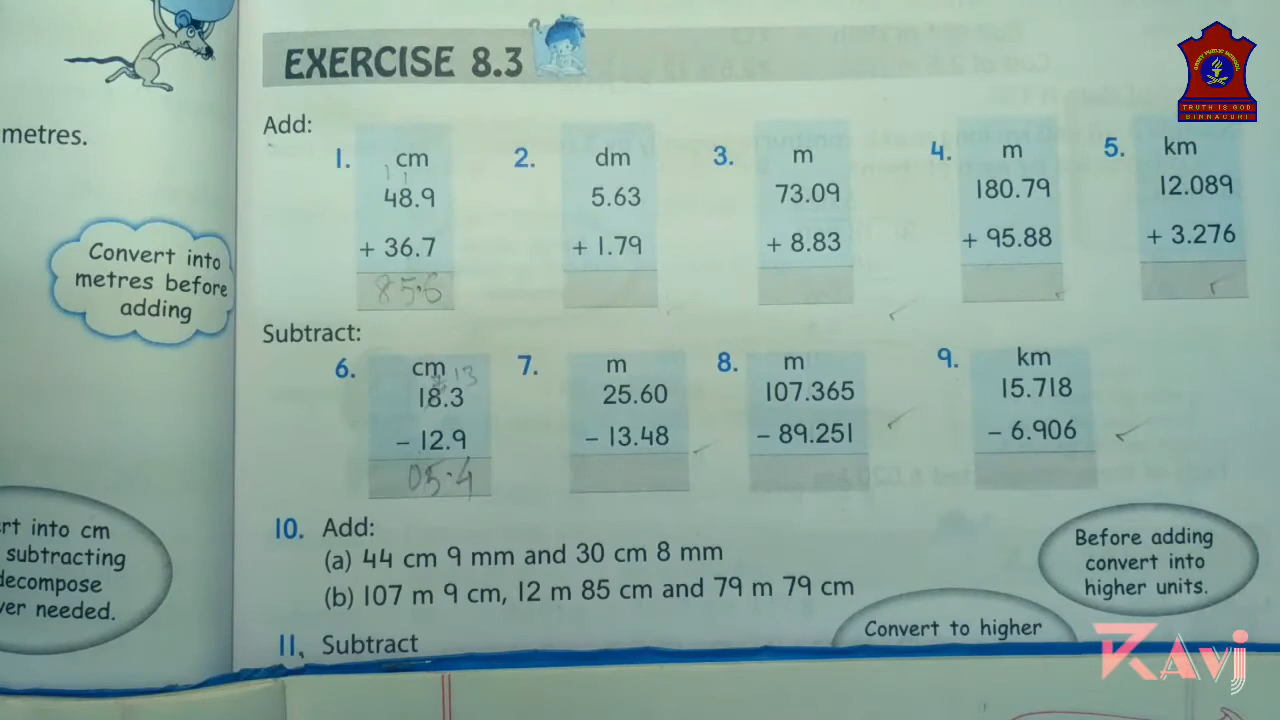 EXERCISE 8.3
metres.
Convert into
metres before
adding
Add:
1. cm
1 1
48.9
+ 36.7
85.6
2. dm
5.63
+ 1.79
3. m
73.09
+ 8.83
4. m
180.79
+ 95.88
5. km
12.089
+ 3.276
Subtract:
6. cm
13
18.3
– 12.9
05.4
7. m
25.60
– 13.48
8. m
107.365
– 89.251
9. km
15.718
– 6.906
rt into cm
subtracting
decompose
ver needed.
10. Add:
(a) 44 cm 9 mm and 30 cm 8 mm
(b) 107 m 9 cm, 12 m 85 cm and 79 m 79 cm
Before adding
convert into
higher units.
11. Subtract
Convert to higher
TRUTH IS GOD
BINNAGURI
RAVJ